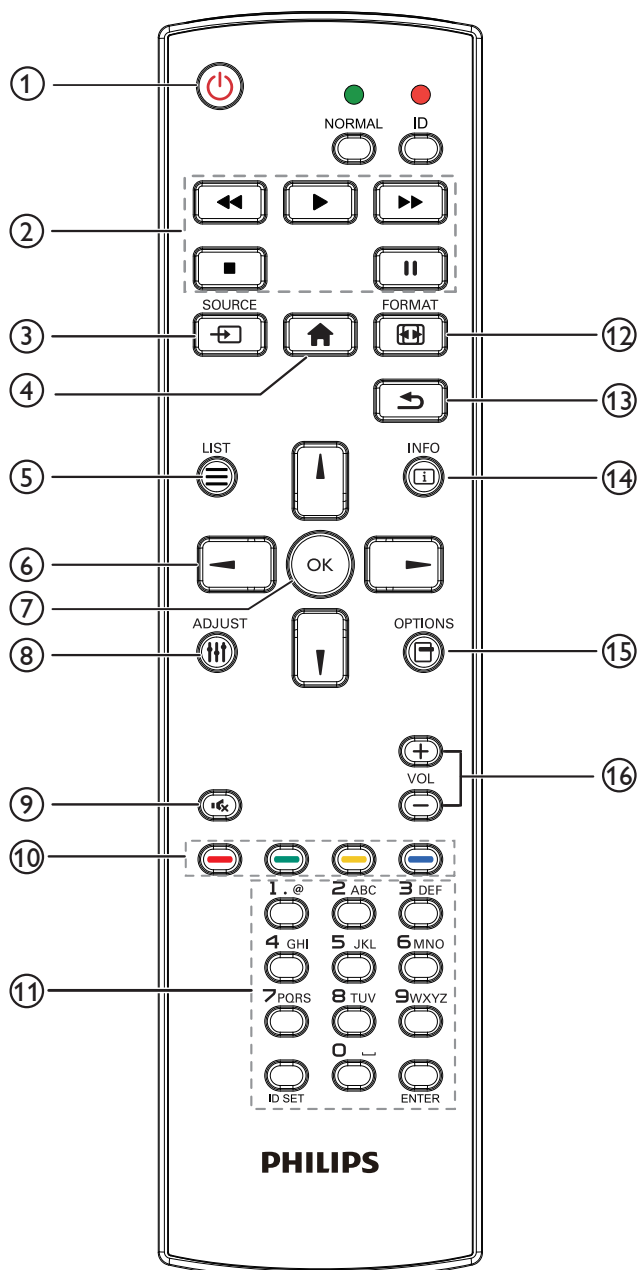 ①
NORMAL ID
②
SOURCE FORMAT
③ ⑫
④
⑬
LIST INFO
⑤ i ⑭
⑥ OK
⑦
ADJUST OPTIONS
⑧ ⑮
+
VOL ⑯
⑨ −
⑩
1 . @ 2 ABC 3 DEF
4 GHI 5 JKL 6 MNO
⑪
7 PQRS 8 TUV 9 WXYZ
0 ⎵
ID SET ENTER
PHILIPS